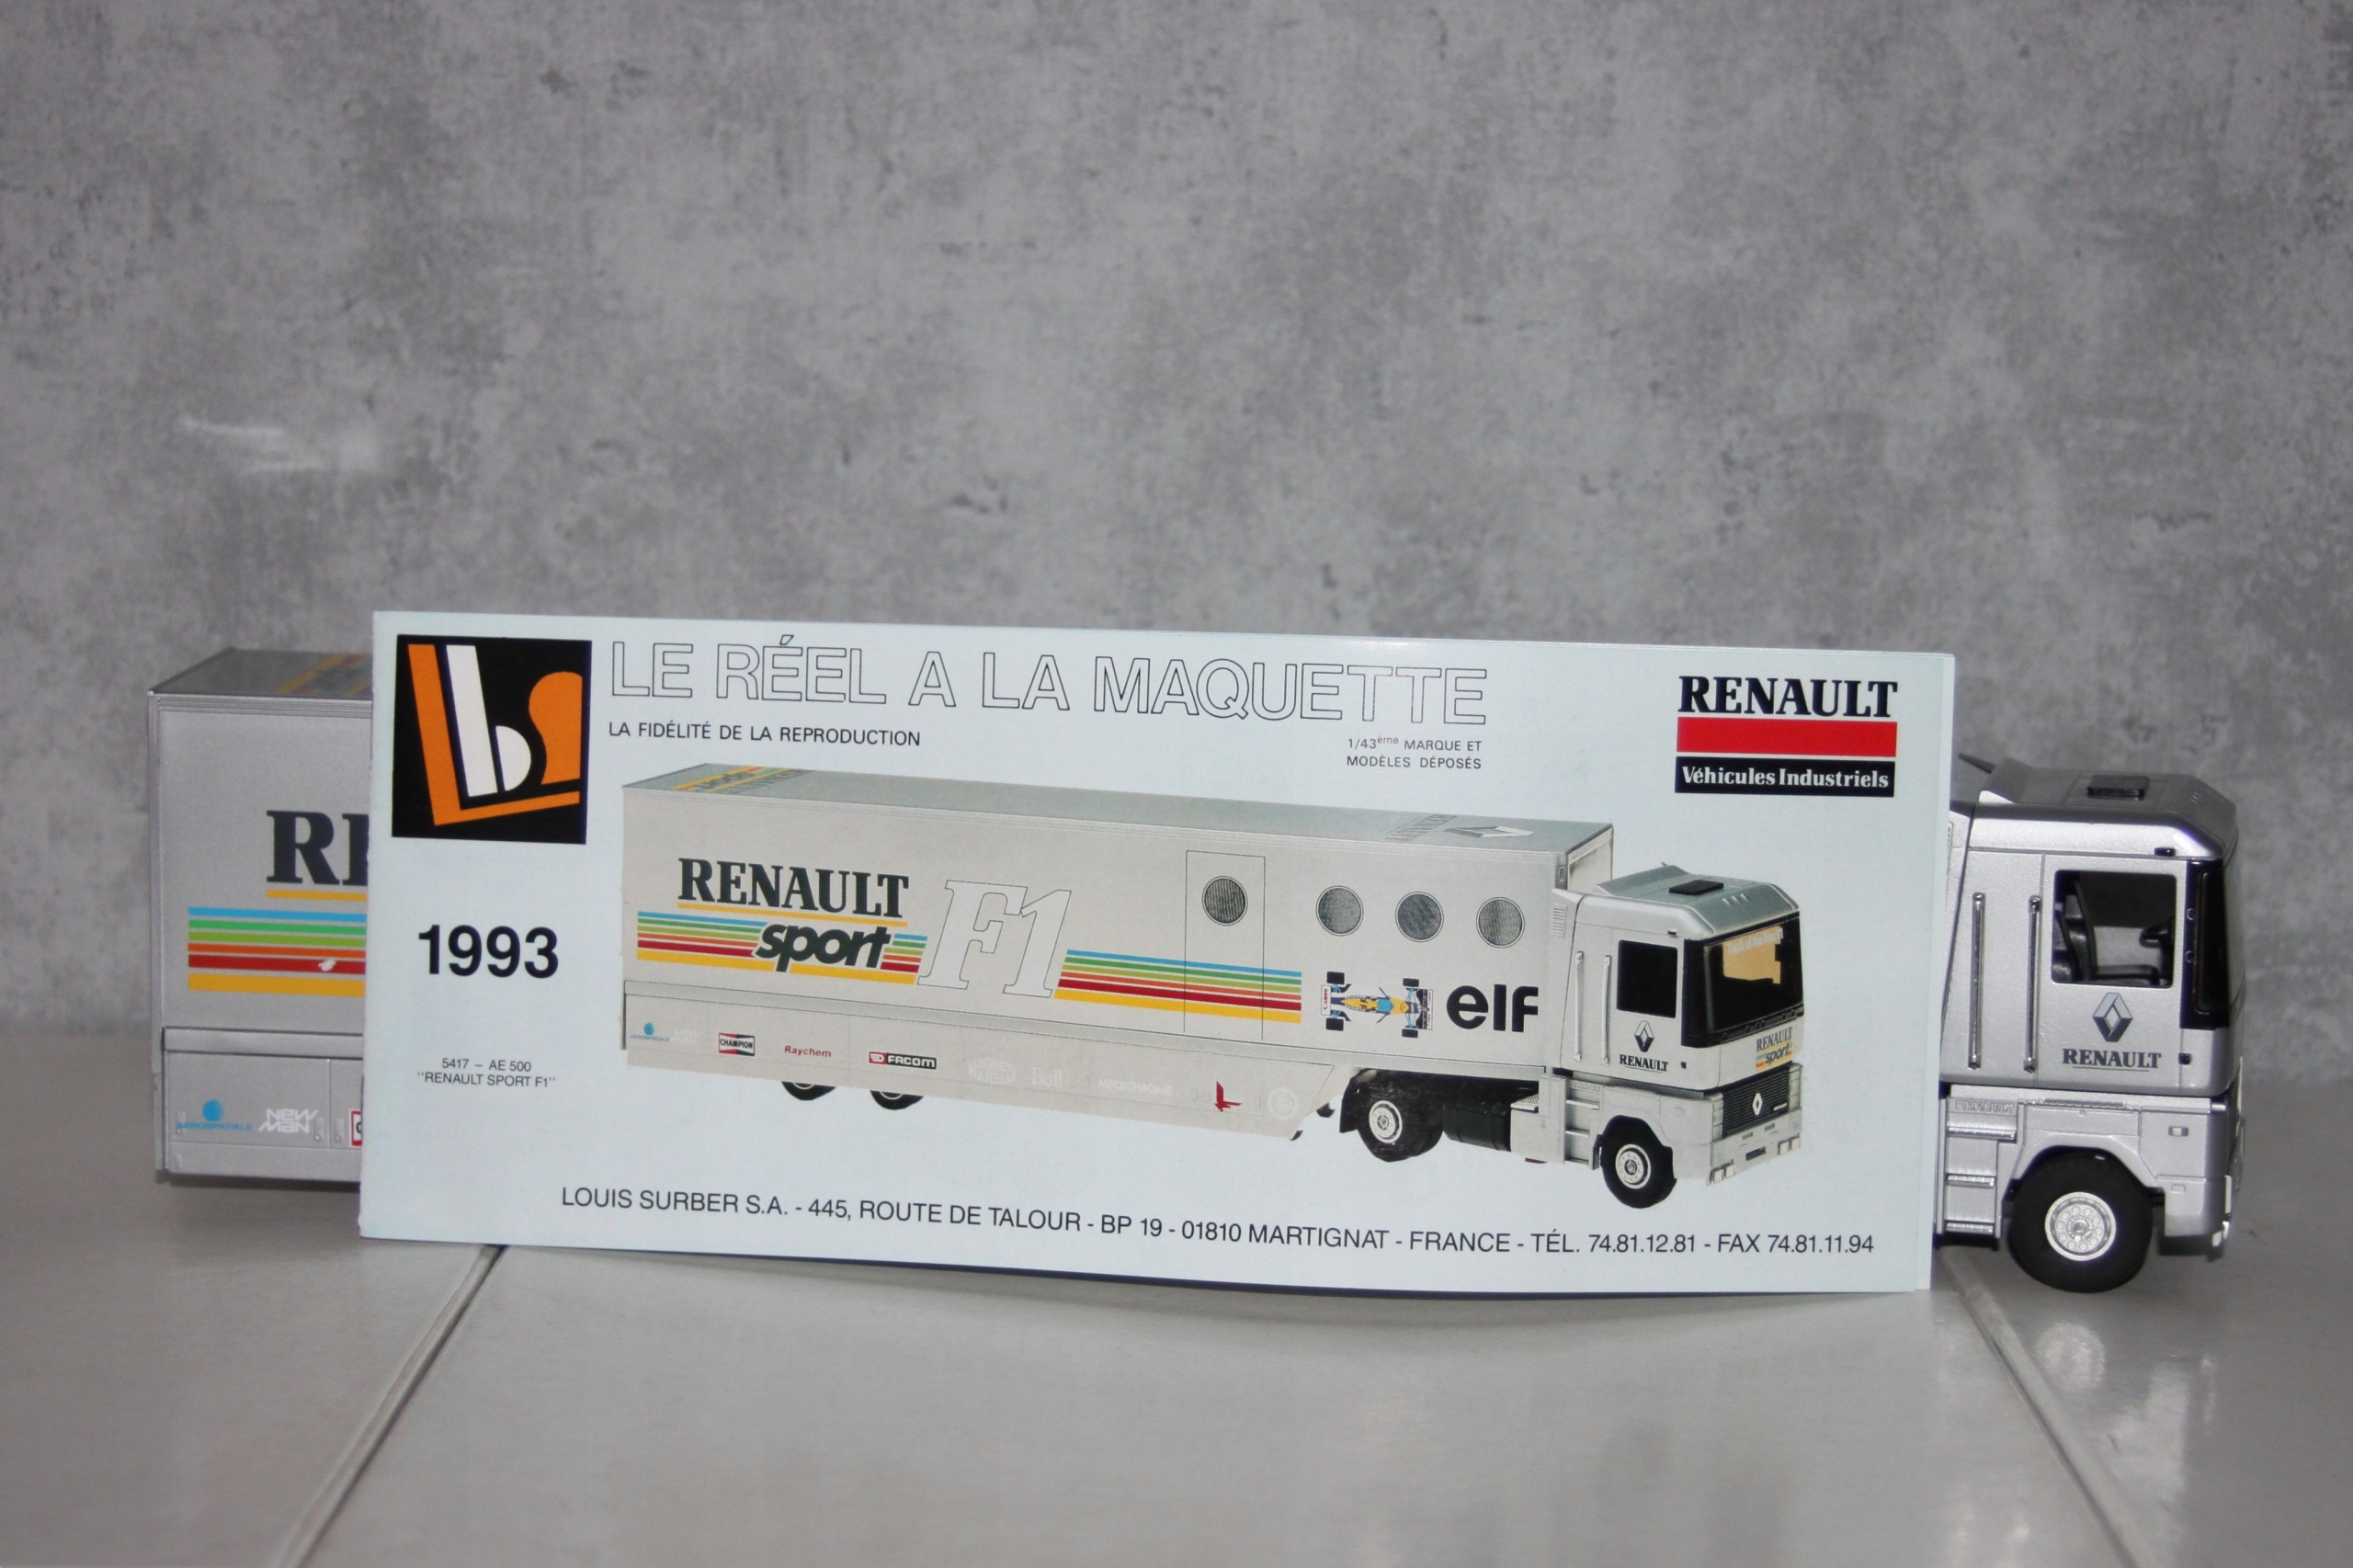 LE RÉEL A LA MAQUETTE
LA FIDÉLITÉ DE LA REPRODUCTION
1/43ème MARQUE ET
MODÈLES DÉPOSÉS
RENAULT
Véhicules Industriels
1993
5417 – AE 500
"RENAULT SPORT F1"
RENAULT
sport
F1
elf
CHAMPION
Raychem
FACOM
Bull
RENAULT
RENAULT
sport
LOUIS SURBER S.A. - 445, ROUTE DE TALOUR - BP 19 - 01810 MARTIGNAT - FRANCE - TÉL. 74.81.12.81 - FAX 74.81.11.94
AEROSPATIALE
NEW
MAN
RENAULT